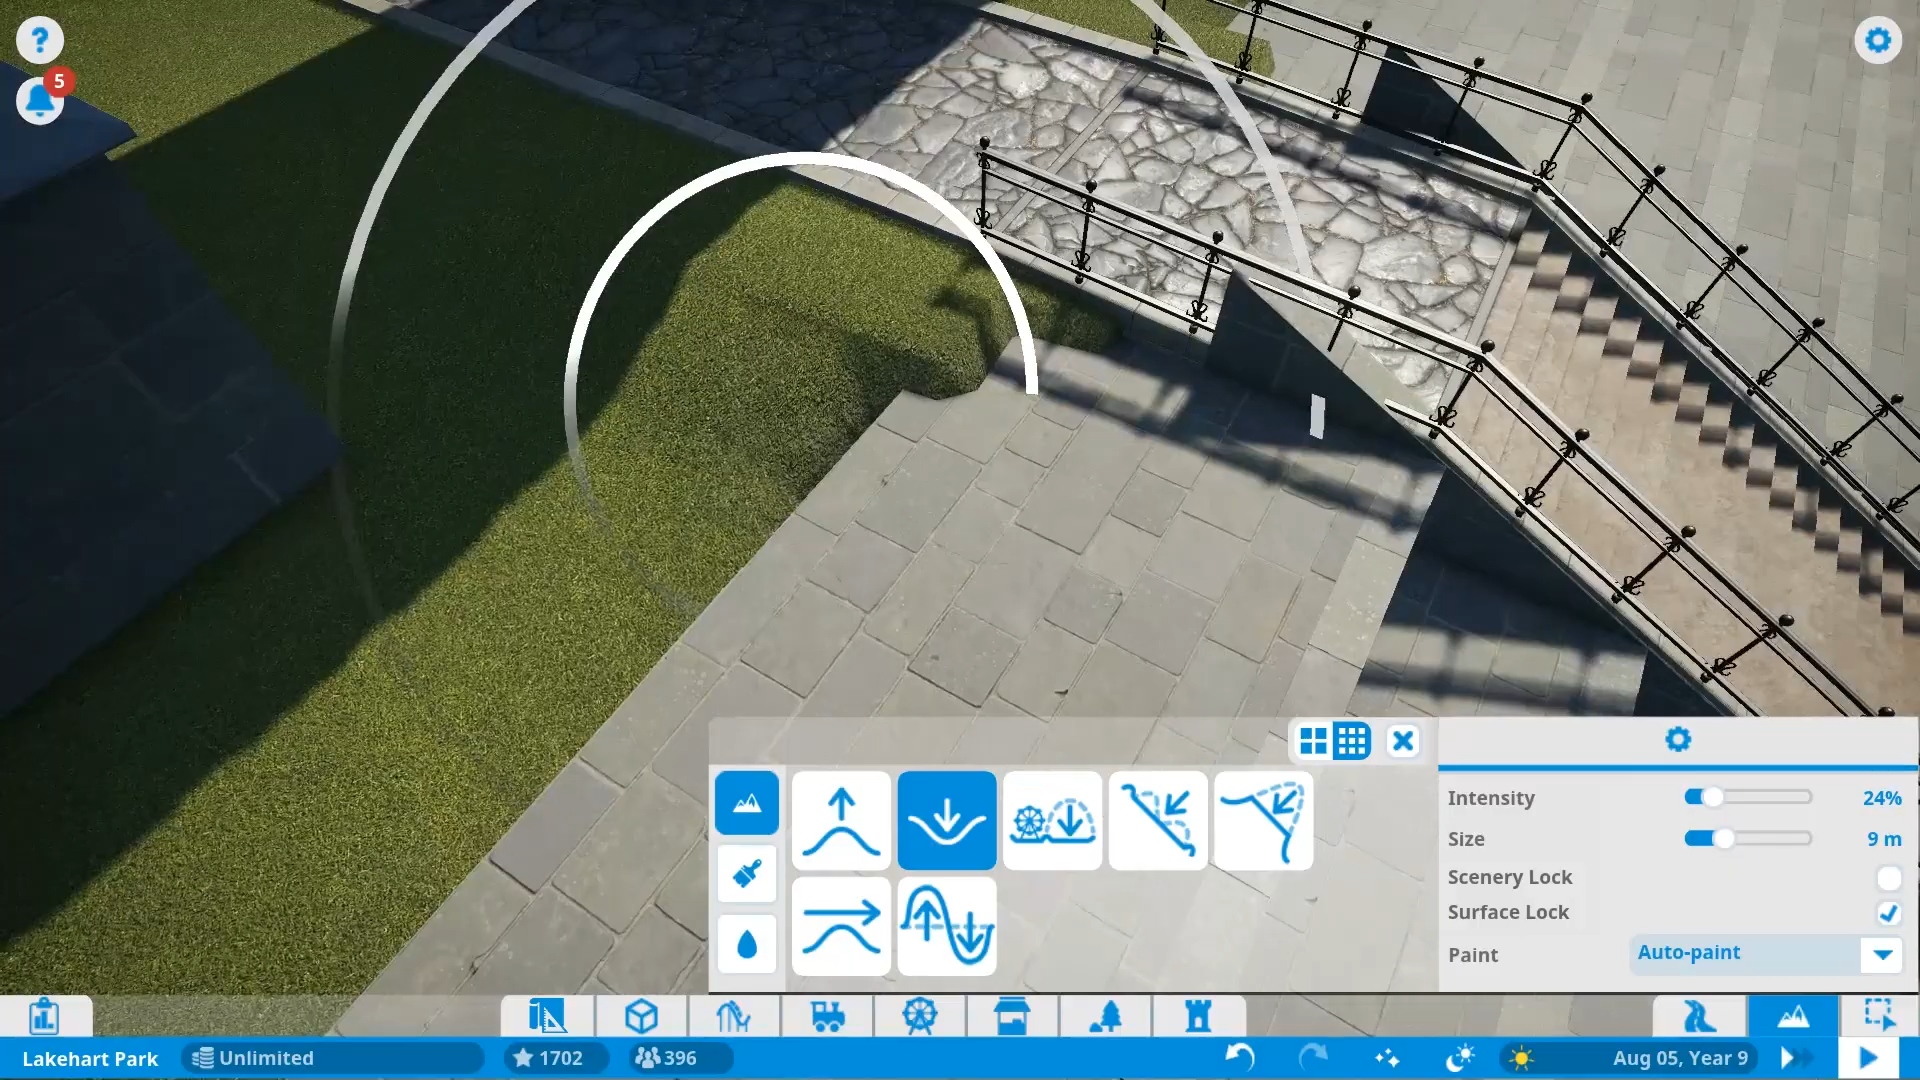 ?
5
Intensity 24%
Size 9 m
Scenery Lock
Surface Lock
Paint Auto-paint
Lakehart Park Unlimited 1702 396 Aug 05, Year 9